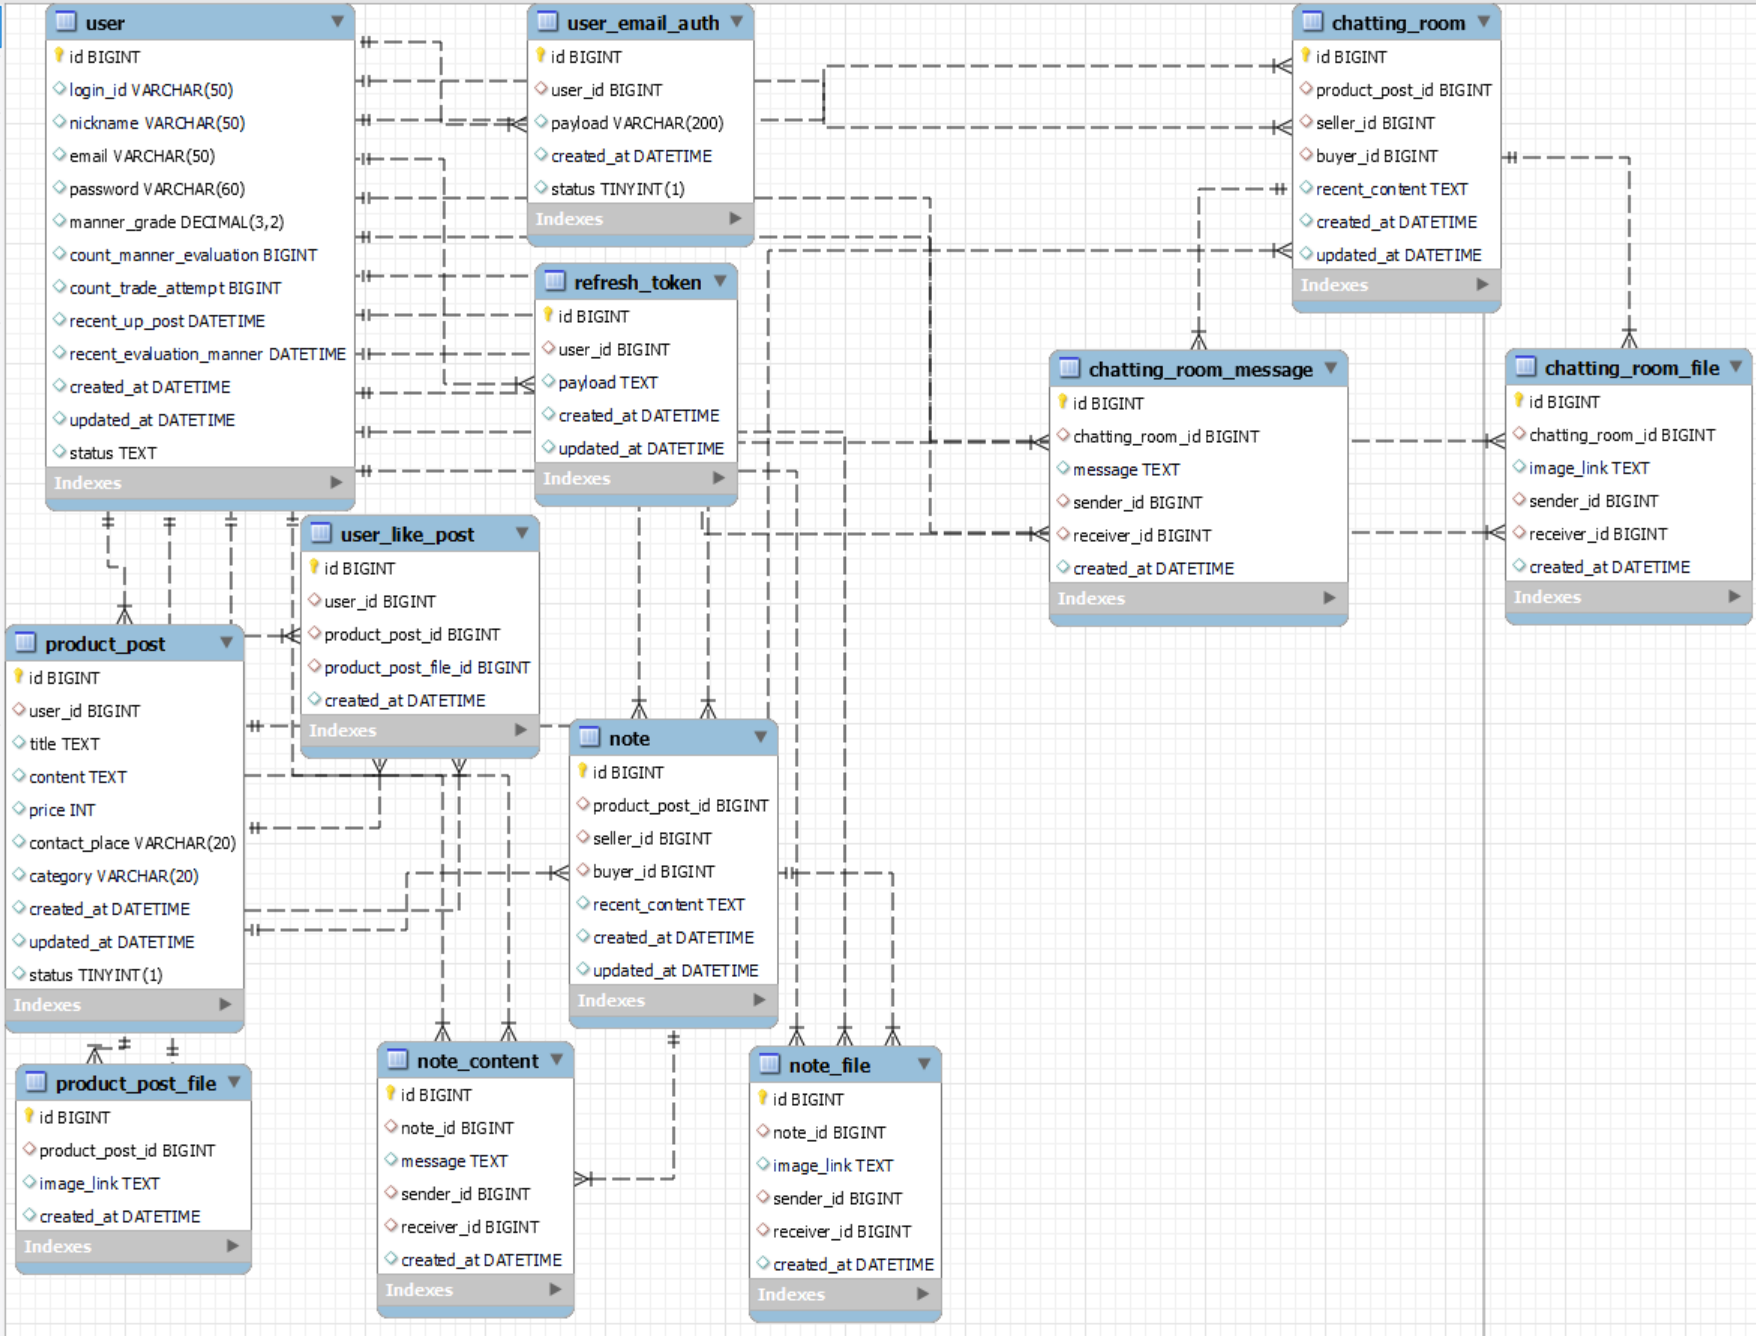 user
id BIGINT
login_id VARCHAR(50)
nickname VARCHAR(50)
email VARCHAR(50)
password VARCHAR(60)
manner_grade DECIMAL(3,2)
count_manner_evaluation BIGINT
count_trade_attempt BIGINT
recent_up_post DATETIME
recent_evaluation_manner DATETIME
created_at DATETIME
updated_at DATETIME
status TEXT
Indexes
user_email_auth
id BIGINT
user_id BIGINT
payload VARCHAR(200)
created_at DATETIME
status TINYINT(1)
Indexes
chatting_room
id BIGINT
product_post_id BIGINT
seller_id BIGINT
buyer_id BIGINT
recent_content TEXT
created_at DATETIME
updated_at DATETIME
Indexes
refresh_token
id BIGINT
user_id BIGINT
payload TEXT
created_at DATETIME
updated_at DATETIME
Indexes
chatting_room_message
id BIGINT
chatting_room_id BIGINT
message TEXT
sender_id BIGINT
receiver_id BIGINT
created_at DATETIME
Indexes
chatting_room_file
id BIGINT
chatting_room_id BIGINT
image_link TEXT
sender_id BIGINT
receiver_id BIGINT
created_at DATETIME
Indexes
user_like_post
id BIGINT
user_id BIGINT
product_post_id BIGINT
product_post_file_id BIGINT
created_at DATETIME
Indexes
product_post
id BIGINT
user_id BIGINT
title TEXT
content TEXT
price INT
contact_place VARCHAR(20)
category VARCHAR(20)
created_at DATETIME
updated_at DATETIME
status TINYINT(1)
Indexes
note
id BIGINT
product_post_id BIGINT
seller_id BIGINT
buyer_id BIGINT
recent_content TEXT
created_at DATETIME
updated_at DATETIME
Indexes
product_post_file
id BIGINT
product_post_id BIGINT
image_link TEXT
created_at DATETIME
Indexes
note_content
id BIGINT
note_id BIGINT
message TEXT
sender_id BIGINT
receiver_id BIGINT
created_at DATETIME
Indexes
note_file
id BIGINT
note_id BIGINT
image_link TEXT
sender_id BIGINT
receiver_id BIGINT
created_at DATETIME
Indexes